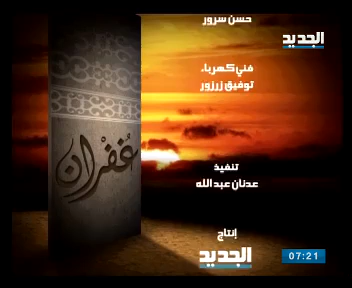 حسن سرور
الجديد
فني كهرباء
توفيق زرزور
غفران
تنفيذ
عدنان عبد الله
إنتاج
الجديد
07:21